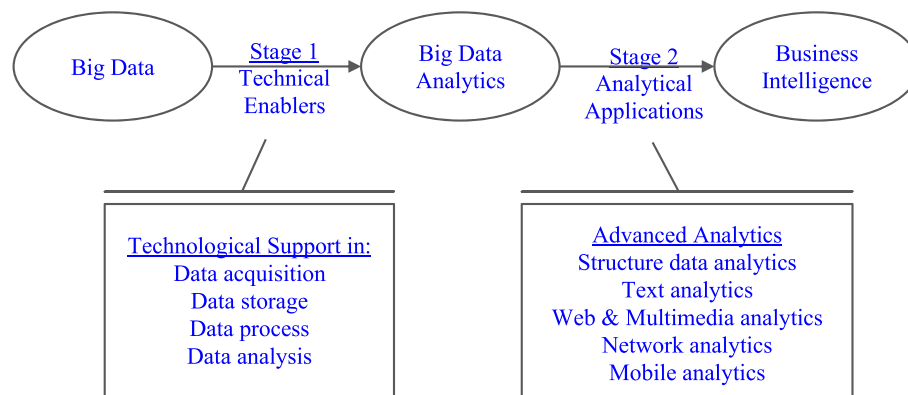 Big Data
Stage 1
Technical
Enablers
Big Data
Analytics
Stage 2
Analytical
Applications
Business
Intelligence
Technological Support in:
Data acquisition
Data storage
Data process
Data analysis
Advanced Analytics
Structure data analytics
Text analytics
Web & Multimedia analytics
Network analytics
Mobile analytics